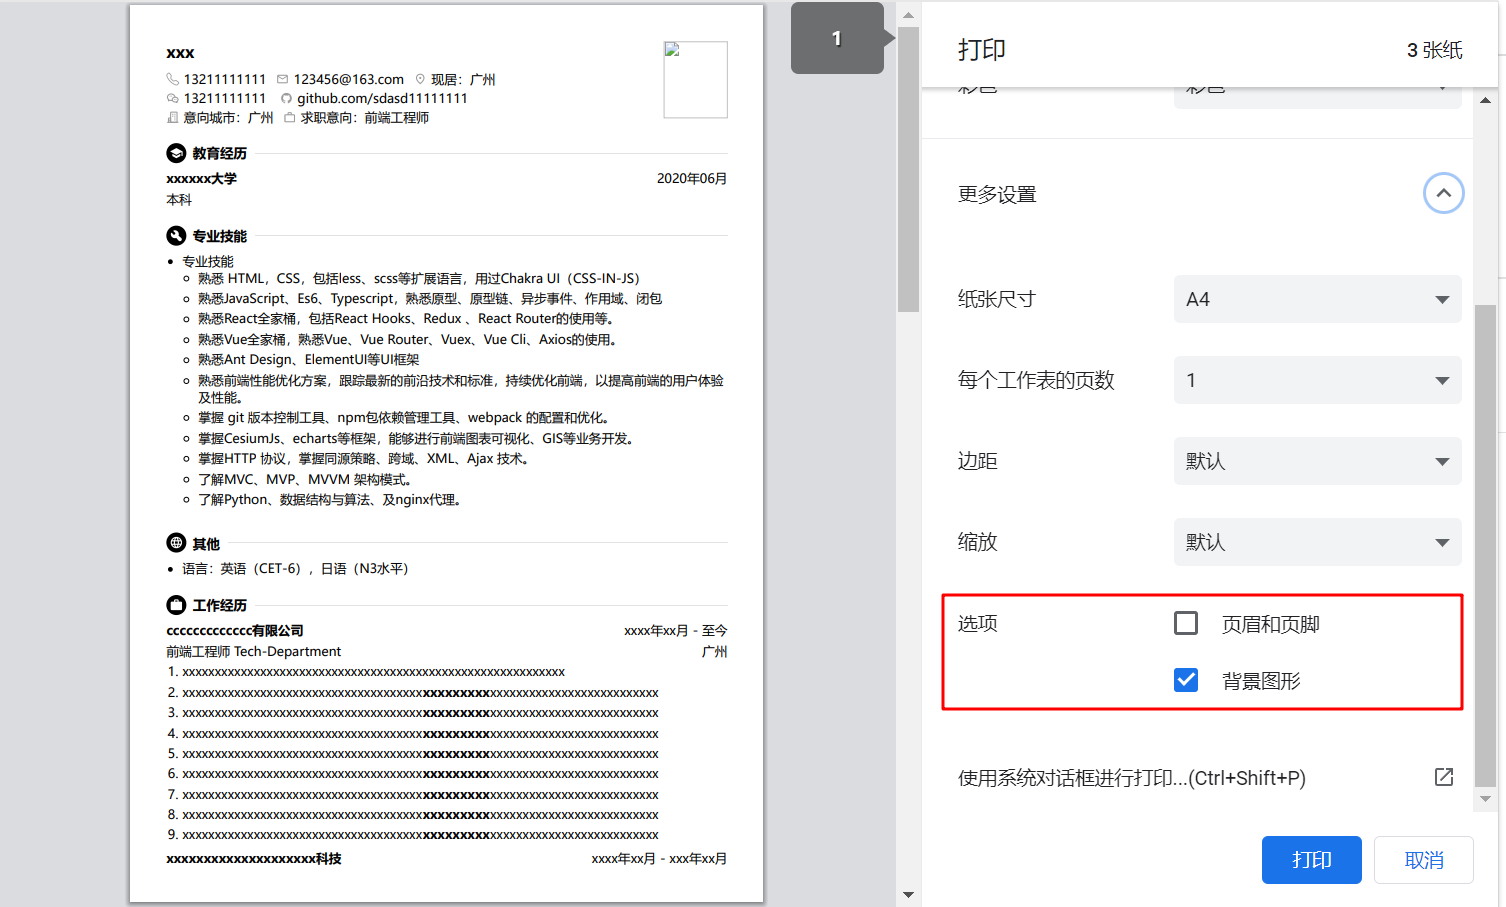 xxx
13211111111 123456@163.com 现居：广州
13211111111 github.com/sdasd11111111
意向城市：广州 求职意向：前端工程师
教育经历
xxxxxx大学 2020年06月
本科
专业技能
专业技能
熟悉 HTML，CSS，包括less、scss等扩展语言，用过Chakra UI（CSS-IN-JS）
熟悉JavaScript、Es6、Typescript，熟悉原型、原型链、异步事件、作用域、闭包
熟悉React全家桶，包括React Hooks、Redux 、React Router的使用等。
熟悉Vue全家桶，熟悉Vue、Vue Router、Vuex、Vue Cli、Axios的使用。
熟悉Ant Design、ElementUI等UI框架
熟悉前端性能优化方案，跟踪最新的前沿技术和标准，持续优化前端，以提高前端的用户体验
及性能。
掌握 git 版本控制工具、npm包依赖管理工具、webpack 的配置和优化。
掌握CesiumJs、echarts等框架，能够进行前端图表可视化、GIS等业务开发。
掌握HTTP 协议，掌握同源策略、跨域、XML、Ajax 技术。
了解MVC、MVP、MVVM 架构模式。
了解Python、数据结构与算法、及nginx代理。
其他
语言：英语（CET-6），日语（N3水平）
工作经历
ccccccccccccc有限公司 xxxx年xx月 - 至今
前端工程师 Tech-Department 广州
1. xxxxxxxxxxxxxxxxxxxxxxxxxxxxxxxxxxxxxxxxxxxxxxxxxxxxxxxxx
2. xxxxxxxxxxxxxxxxxxxxxxxxxxxxxxxxxxxxxxxxxxxxxxxxxxxxxxxxxxxxxxxxxxxxxx
3. xxxxxxxxxxxxxxxxxxxxxxxxxxxxxxxxxxxxxxxxxxxxxxxxxxxxxxxxxxxxxxxxxxxxxx
4. xxxxxxxxxxxxxxxxxxxxxxxxxxxxxxxxxxxxxxxxxxxxxxxxxxxxxxxxxxxxxxxxxxxxxx
5. xxxxxxxxxxxxxxxxxxxxxxxxxxxxxxxxxxxxxxxxxxxxxxxxxxxxxxxxxxxxxxxxxxxxxx
6. xxxxxxxxxxxxxxxxxxxxxxxxxxxxxxxxxxxxxxxxxxxxxxxxxxxxxxxxxxxxxxxxxxxxxx
7. xxxxxxxxxxxxxxxxxxxxxxxxxxxxxxxxxxxxxxxxxxxxxxxxxxxxxxxxxxxxxxxxxxxxxx
8. xxxxxxxxxxxxxxxxxxxxxxxxxxxxxxxxxxxxxxxxxxxxxxxxxxxxxxxxxxxxxxxxxxxxxx
9. xxxxxxxxxxxxxxxxxxxxxxxxxxxxxxxxxxxxxxxxxxxxxxxxxxxxxxxxxxxxxxxxxxxxxx
xxxxxxxxxxxxxxxxxxxx科技 xxxx年xx月 - xxx年xx月
1
打印 3 张纸
彩色 彩色
更多设置
纸张尺寸 A4
每个工作表的页数 1
边距 默认
缩放 默认
选项 页眉和页脚
背景图形
使用系统对话框进行打印...(Ctrl+Shift+P)
打印 取消